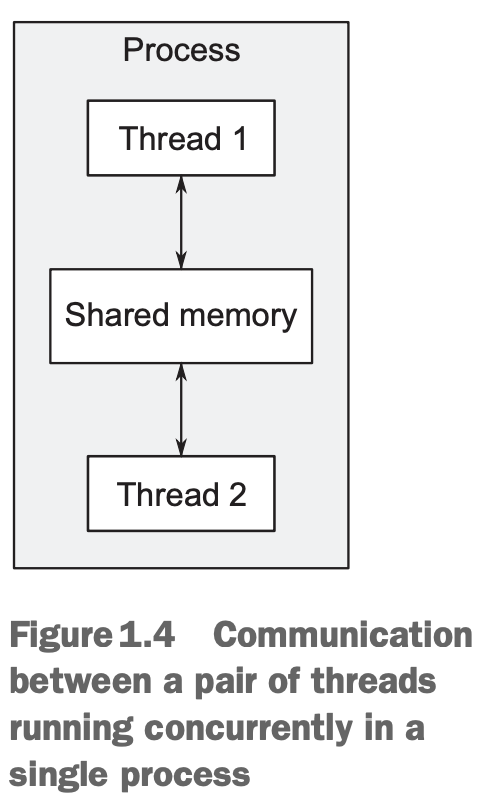 Process
Thread 1
Shared memory
Thread 2
Figure 1.4 Communication
between a pair of threads
running concurrently in a
single process